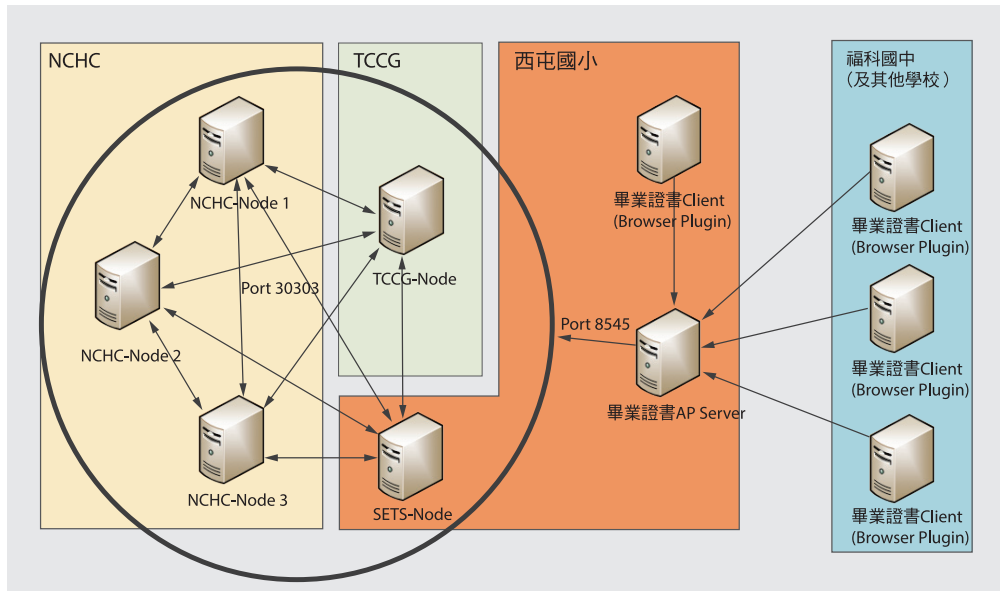 NCHC
NCHC-Node 1
NCHC-Node 2
Port 30303
NCHC-Node 3
TCCG
TCCG-Node
西屯國小
SETS-Node
畢業證書Client
(Browser Plugin)
Port 8545
畢業證書AP Server
福科國中
（及其他學校）
畢業證書Client
(Browser Plugin)
畢業證書Client
(Browser Plugin)
畢業證書Client
(Browser Plugin)